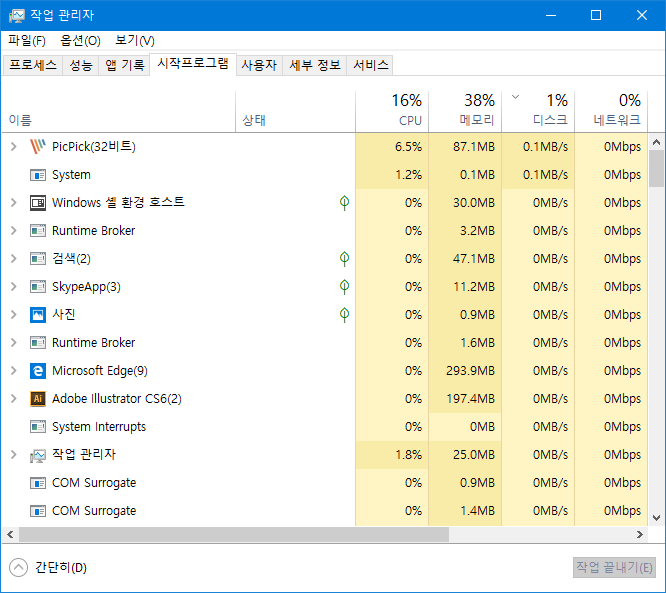 작업 관리자
파일(F) 옵션(O) 보기(V)
프로세스 성능 앱 기록 시작프로그램 사용자 세부 정보 서비스
16% 38% 1% 0%
이름 상태 CPU 메모리 디스크 네트워크
PicPick(32비트) 6.5% 87.1MB 0.1MB/s 0Mbps
System 1.2% 0.1MB 0.1MB/s 0Mbps
Windows 셸 환경 호스트 0% 30.0MB 0MB/s 0Mbps
Runtime Broker 0% 3.2MB 0MB/s 0Mbps
검색(2) 0% 47.1MB 0MB/s 0Mbps
SkypeApp(3) 0% 11.2MB 0MB/s 0Mbps
사진 0% 0.9MB 0MB/s 0Mbps
Runtime Broker 0% 1.6MB 0MB/s 0Mbps
Microsoft Edge(9) 0% 293.9MB 0MB/s 0Mbps
Ai Adobe Illustrator CS6(2) 0% 197.4MB 0MB/s 0Mbps
System Interrupts 0% 0MB 0MB/s 0Mbps
작업 관리자 1.8% 25.0MB 0MB/s 0Mbps
COM Surrogate 0% 0.9MB 0MB/s 0Mbps
COM Surrogate 0% 1.4MB 0MB/s 0Mbps
간단히(D) 작업 끝내기(E)